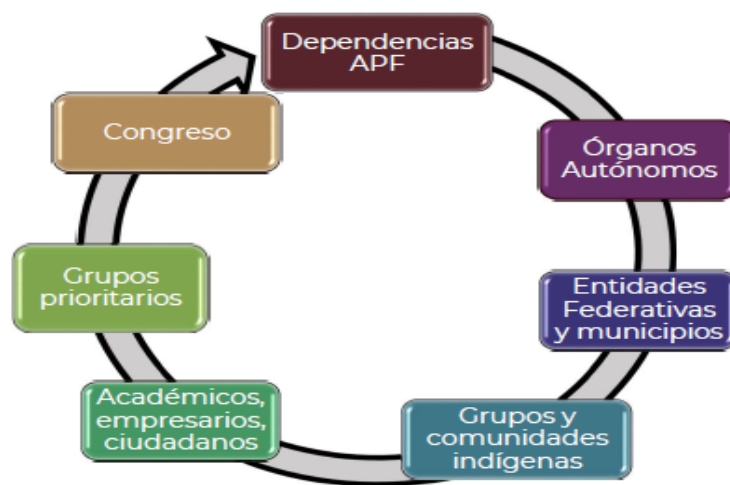 Dependencias
APF
Órganos
Autónomos
Entidades
Federativas
y municipios
Grupos y
comunidades
indígenas
Académicos,
empresarios,
ciudadanos
Grupos
prioritarios
Congreso